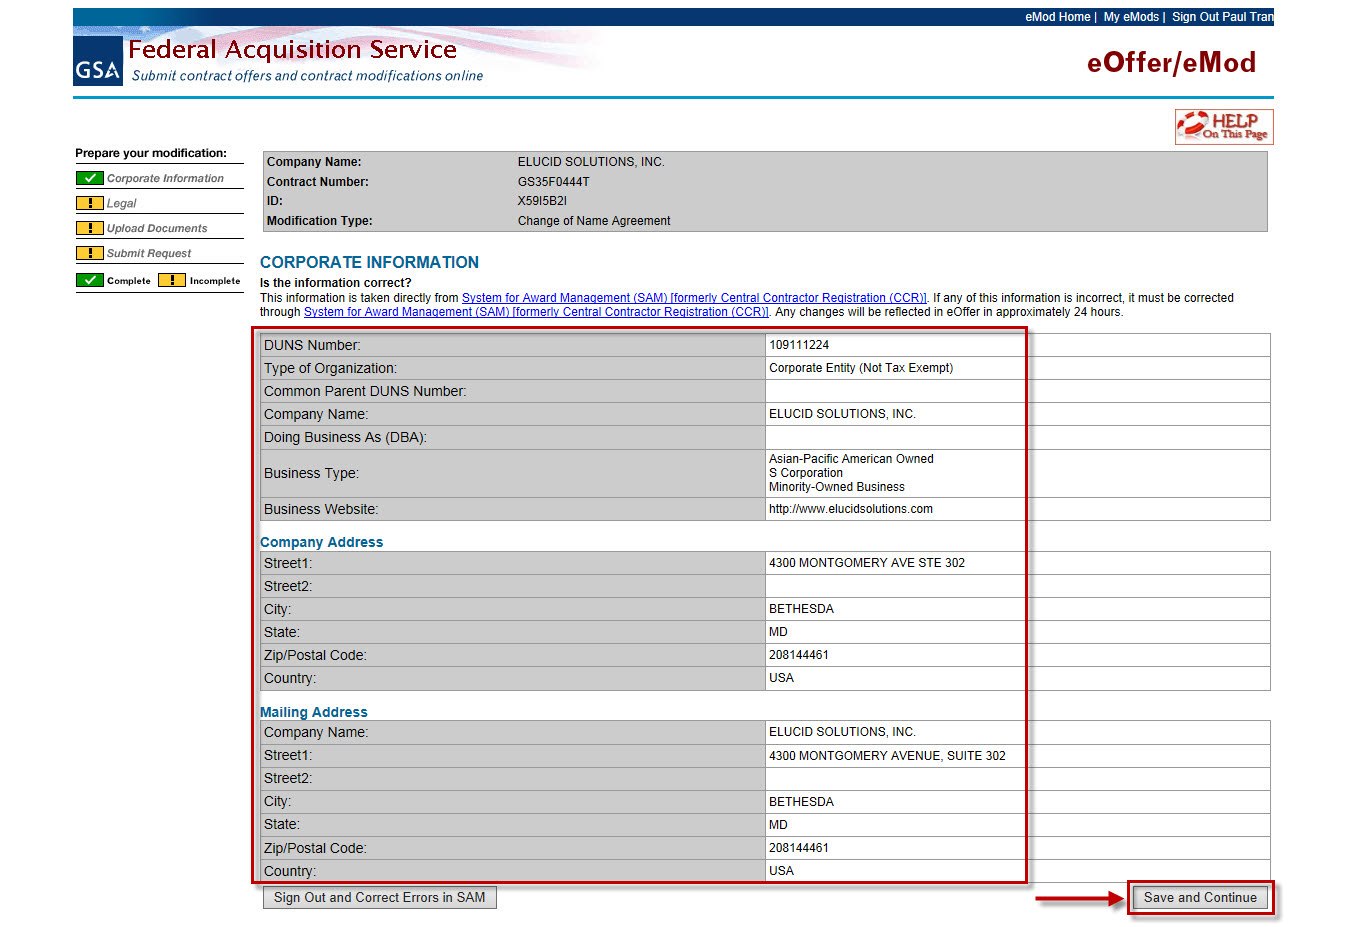 eMod Home | My eMods | Sign Out Paul Tran
GSA
Federal Acquisition Service
Submit contract offers and contract modifications online
eOffer/eMod
HELP
On This Page
Prepare your modification:
Corporate Information
! Legal
! Upload Documents
! Submit Request
Complete ! Incomplete
Company Name: ELUCID SOLUTIONS, INC.
Contract Number: GS35F0444T
ID: X59I5B2I
Modification Type: Change of Name Agreement
CORPORATE INFORMATION
Is the information correct?
This information is taken directly from System for Award Management (SAM) [formerly Central Contractor Registration (CCR)]. If any of this information is incorrect, it must be corrected
through System for Award Management (SAM) [formerly Central Contractor Registration (CCR)]. Any changes will be reflected in eOffer in approximately 24 hours.
DUNS Number: 109111224
Type of Organization: Corporate Entity (Not Tax Exempt)
Common Parent DUNS Number:
Company Name: ELUCID SOLUTIONS, INC.
Doing Business As (DBA):
Business Type: Asian-Pacific American Owned
S Corporation
Minority-Owned Business
Business Website: http://www.elucidsolutions.com
Company Address
Street1: 4300 MONTGOMERY AVE STE 302
Street2:
City: BETHESDA
State: MD
Zip/Postal Code: 208144461
Country: USA
Mailing Address
Company Name: ELUCID SOLUTIONS, INC.
Street1: 4300 MONTGOMERY AVENUE, SUITE 302
Street2:
City: BETHESDA
State: MD
Zip/Postal Code: 208144461
Country: USA
Sign Out and Correct Errors in SAM
Save and Continue